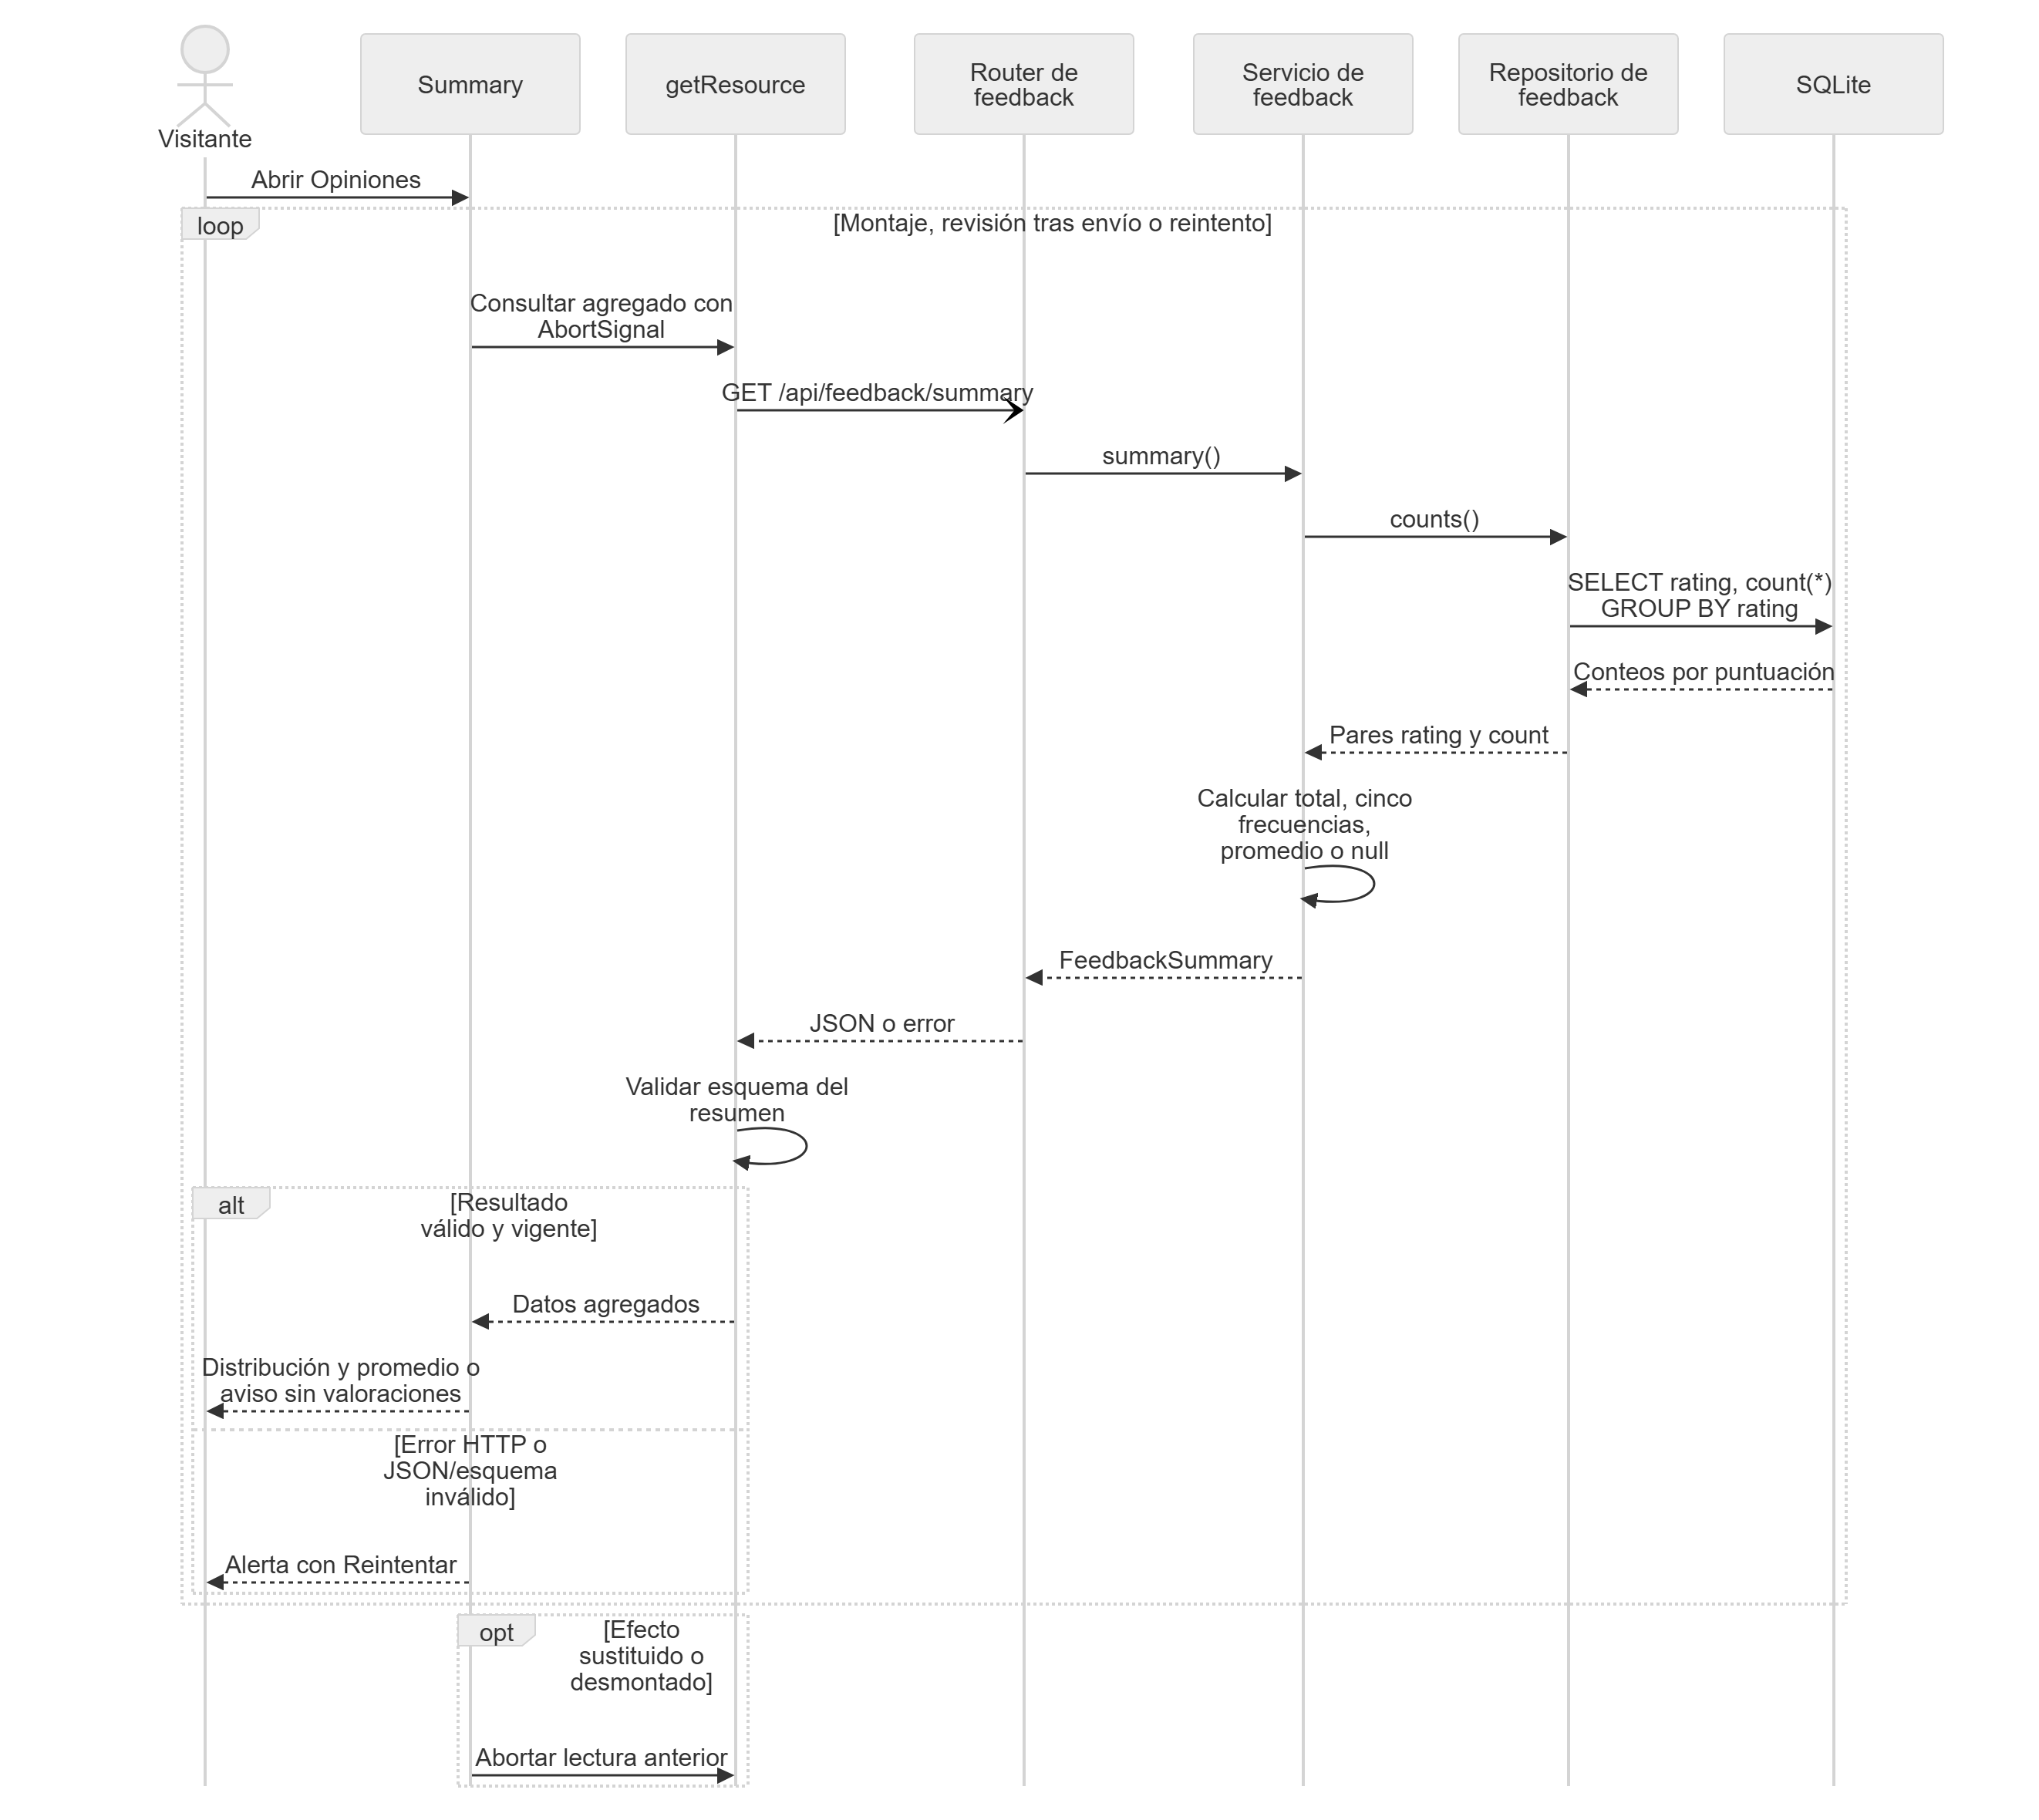 Visitante
Summary
getResource
Router de
feedback
Servicio de
feedback
Repositorio de
feedback
SQLite
Abrir Opiniones
loop
[Montaje, revisión tras envío o reintento]
Consultar agregado con
AbortSignal
GET /api/feedback/summary
summary()
counts()
SELECT rating, count(*)
GROUP BY rating
Conteos por puntuación
Pares rating y count
Calcular total, cinco
frecuencias,
promedio o null
FeedbackSummary
JSON o error
Validar esquema del
resumen
alt
[Resultado
válido y vigente]
Datos agregados
Distribución y promedio o
aviso sin valoraciones
[Error HTTP o
JSON/esquema
inválido]
Alerta con Reintentar
opt
[Efecto
sustituido o
desmontado]
Abortar lectura anterior